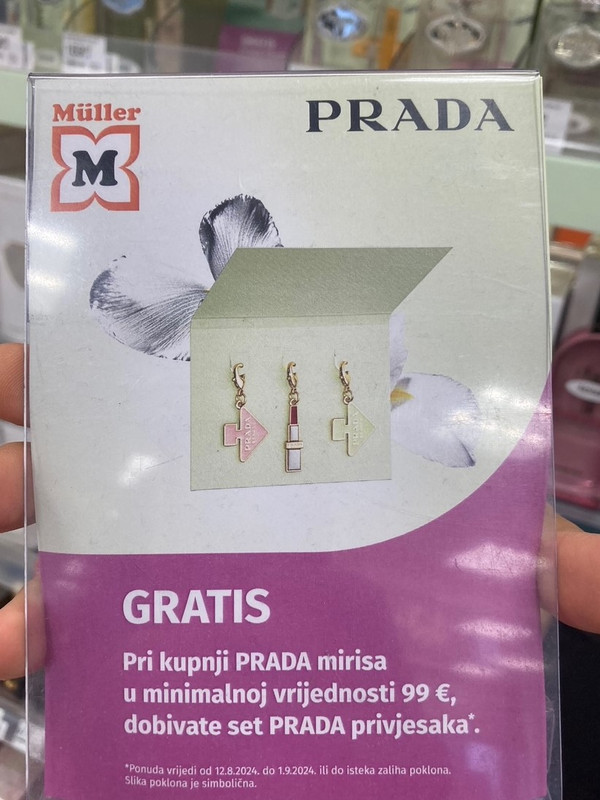 Müller
M
PRADA
PRADA
PRADA
GRATIS
Pri kupnji PRADA mirisa
u minimalnoj vrijednosti 99 €,
dobivate set PRADA privjesaka*.
*Ponuda vrijedi od 12.8.2024. do 1.9.2024. ili do isteka zaliha poklona.
Slika poklona je simbolična.